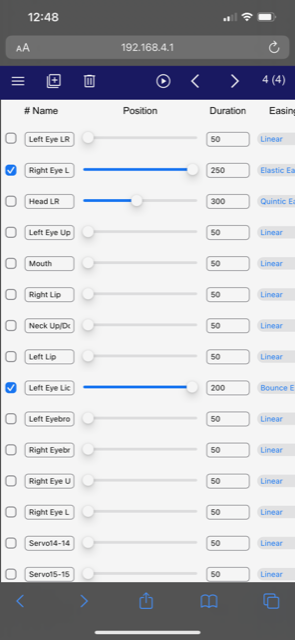 12:48
AA 192.168.4.1
4 (4)
# Name Position Duration Easing
Left Eye LR 50 Linear
Right Eye L 250 Elastic Ea
Head LR 300 Quintic Ea
Left Eye Up 50 Linear
Mouth 50 Linear
Right Lip 50 Linear
Neck Up/Dc 50 Linear
Left Lip 50 Linear
Left Eye Lic 200 Bounce E
Left Eyebro 50 Linear
Right Eyebr 50 Linear
Right Eye U 50 Linear
Right Eye L 50 Linear
Servo14-14 50 Linear
Servo15-15 50 Linear